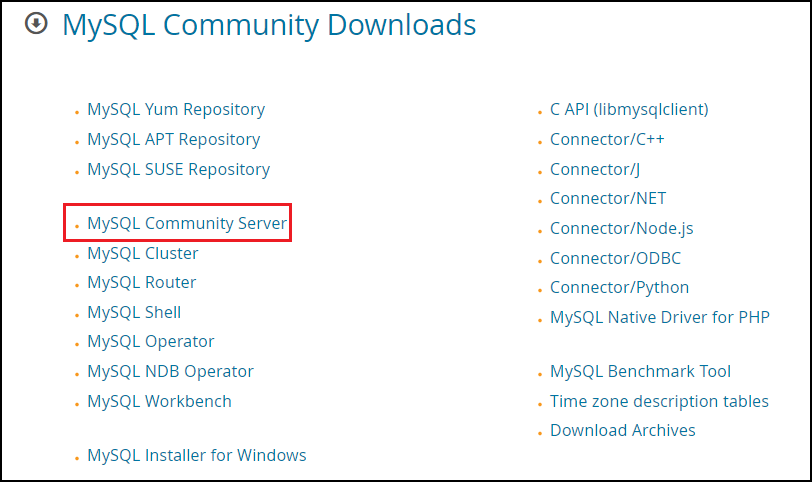 MySQL Community Downloads
MySQL Yum Repository
MySQL APT Repository
MySQL SUSE Repository
MySQL Community Server
MySQL Cluster
MySQL Router
MySQL Shell
MySQL Operator
MySQL NDB Operator
MySQL Workbench
MySQL Installer for Windows
C API (libmysqlclient)
Connector/C++
Connector/J
Connector/NET
Connector/Node.js
Connector/ODBC
Connector/Python
MySQL Native Driver for PHP
MySQL Benchmark Tool
Time zone description tables
Download Archives